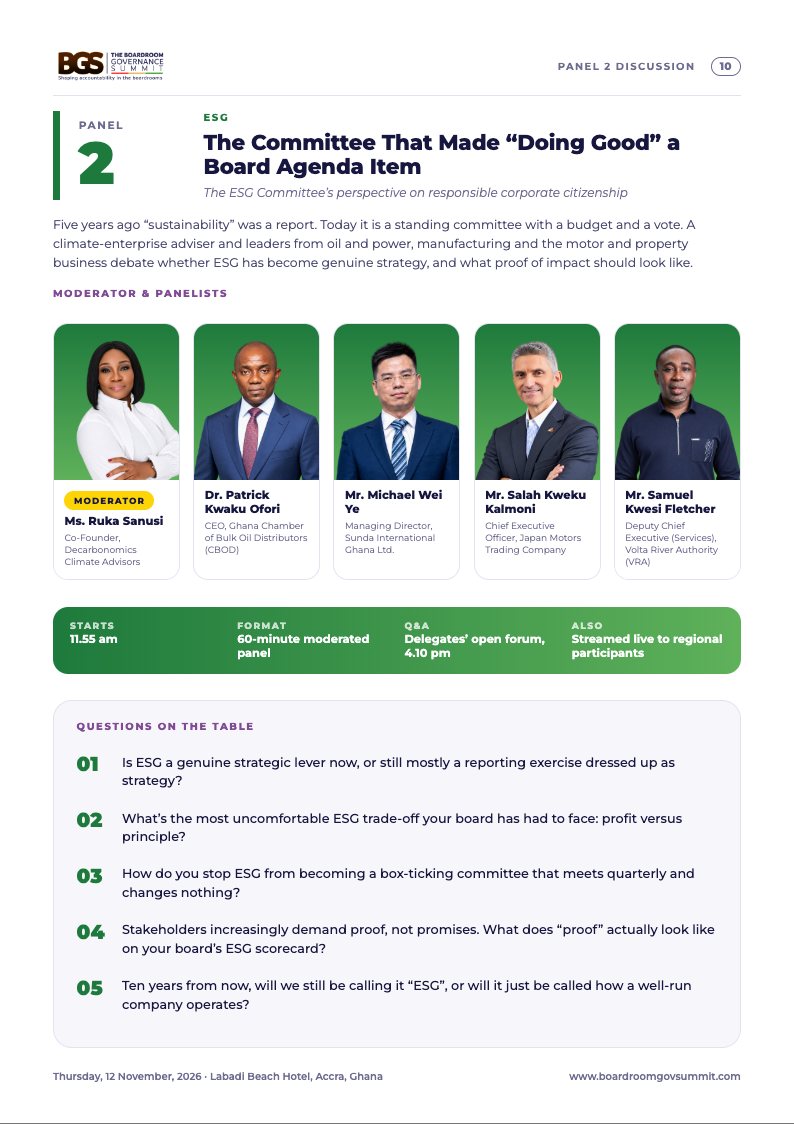 BGS
THE BOARDROOM
GOVERNANCE
SUMMIT
Shaping accountability in the boardrooms
PANEL 2 DISCUSSION
10
PANEL
2
ESG
The Committee That Made “Doing Good” a
Board Agenda Item
The ESG Committee’s perspective on responsible corporate citizenship
Five years ago “sustainability” was a report. Today it is a standing committee with a budget and a vote. A
climate-enterprise adviser and leaders from oil and power, manufacturing and the motor and property
business debate whether ESG has become genuine strategy, and what proof of impact should look like.
MODERATOR & PANELISTS
MODERATOR
Ms. Ruka Sanusi
Co-Founder,
Decarbonomics
Climate Advisors
Dr. Patrick
Kwaku Ofori
CEO, Ghana Chamber
of Bulk Oil Distributors
(CBOD)
Mr. Michael Wei
Ye
Managing Director,
Sunda International
Ghana Ltd.
Mr. Salah Kweku
Kalmoni
Chief Executive
Officer, Japan Motors
Trading Company
Mr. Samuel
Kwesi Fletcher
Deputy Chief
Executive (Services),
Volta River Authority
(VRA)
STARTS
11.55 am
FORMAT
60-minute moderated
panel
Q&A
Delegates’ open forum,
4.10 pm
ALSO
Streamed live to regional
participants
QUESTIONS ON THE TABLE
01
Is ESG a genuine strategic lever now, or still mostly a reporting exercise dressed up as
strategy?
02
What’s the most uncomfortable ESG trade-off your board has had to face: profit versus
principle?
03
How do you stop ESG from becoming a box-ticking committee that meets quarterly and
changes nothing?
04
Stakeholders increasingly demand proof, not promises. What does “proof” actually look like
on your board’s ESG scorecard?
05
Ten years from now, will we still be calling it “ESG”, or will it just be called how a well-run
company operates?
Thursday, 12 November, 2026 · Labadi Beach Hotel, Accra, Ghana
www.boardroomgovsummit.com